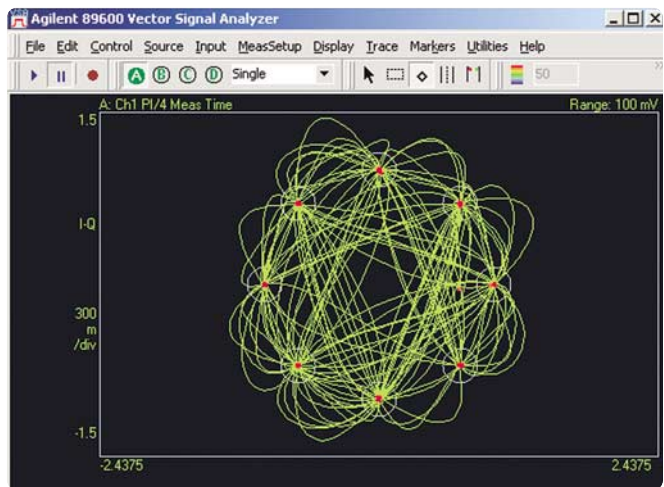 Agilent 89600 Vector Signal Analyzer
File Edit Control Source Input MeasSetup Display Trace Markers Utilities Help
A B C D Single 50
A: Ch1 PI/4 Meas Time Range: 100 mV
1.5
I-Q
300
m
/div
-1.5
-2.4375 2.4375